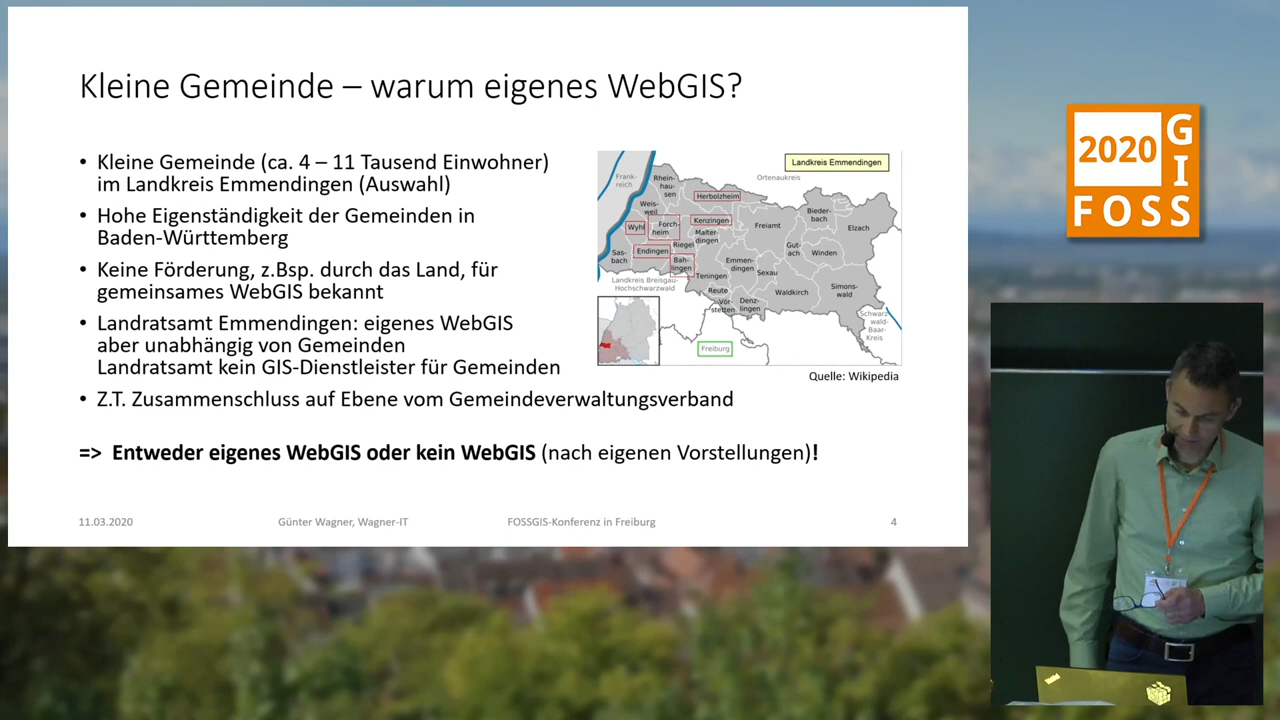 Kleine Gemeinde – warum eigenes WebGIS?
• Kleine Gemeinde (ca. 4 – 11 Tausend Einwohner)
im Landkreis Emmendingen (Auswahl)
• Hohe Eigenständigkeit der Gemeinden in
Baden-Württemberg
• Keine Förderung, z.Bsp. durch das Land, für
gemeinsames WebGIS bekannt
• Landratsamt Emmendingen: eigenes WebGIS
aber unabhängig von Gemeinden
Landratsamt kein GIS-Dienstleister für Gemeinden
• Z.T. Zusammenschluss auf Ebene vom Gemeindeverwaltungsverband
=> Entweder eigenes WebGIS oder kein WebGIS (nach eigenen Vorstellungen)!
Landkreis Emmendingen
Ortenaukreis
Frank-
reich
Rhein-
hau-
sen
Herbolzheim
Weis-
weil
Wyhl
Forch-
heim
Kenzingen
Malter-
dingen
Riegel
Endingen
Sas-
bach
Bah-
lingen
Teningen
Emmen-
dingen
Freiamt
Sexau
Bieder-
bach
Elzach
Gut-
ach
Winden
Simons-
wald
Waldkirch
Reute
Vör-
stetten
Denz-
lingen
Landkreis Breisgau-
Hochschwarzwald
Schwarz-
wald-
Baar-
Kreis
Freiburg
Quelle: Wikipedia
11.03.2020
Günter Wagner, Wagner-IT
FOSSGIS-Konferenz in Freiburg
4
2020
FOSS
GIS